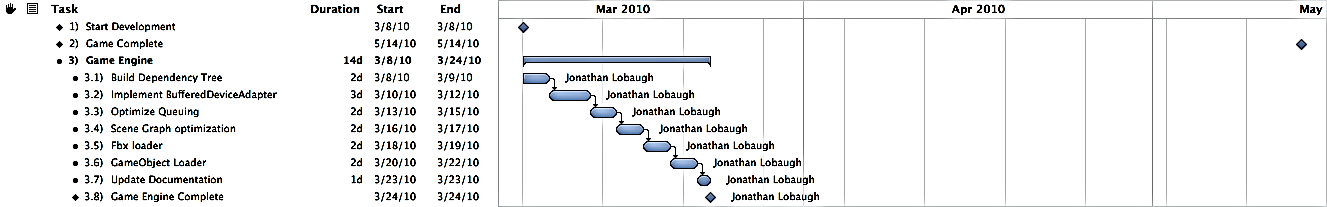 Task Duration Start End Mar 2010 Apr 2010 May
1) Start Development 3/8/10 3/8/10
2) Game Complete 5/14/10 5/14/10
3) Game Engine 14d 3/8/10 3/24/10
3.1) Build Dependency Tree 2d 3/8/10 3/9/10 Jonathan Lobaugh
3.2) Implement BufferedDeviceAdapter 3d 3/10/10 3/12/10 Jonathan Lobaugh
3.3) Optimize Queuing 2d 3/13/10 3/15/10 Jonathan Lobaugh
3.4) Scene Graph optimization 2d 3/16/10 3/17/10 Jonathan Lobaugh
3.5) Fbx loader 2d 3/18/10 3/19/10 Jonathan Lobaugh
3.6) GameObject Loader 2d 3/20/10 3/22/10 Jonathan Lobaugh
3.7) Update Documentation 1d 3/23/10 3/23/10 Jonathan Lobaugh
3.8) Game Engine Complete 3/24/10 3/24/10 Jonathan Lobaugh